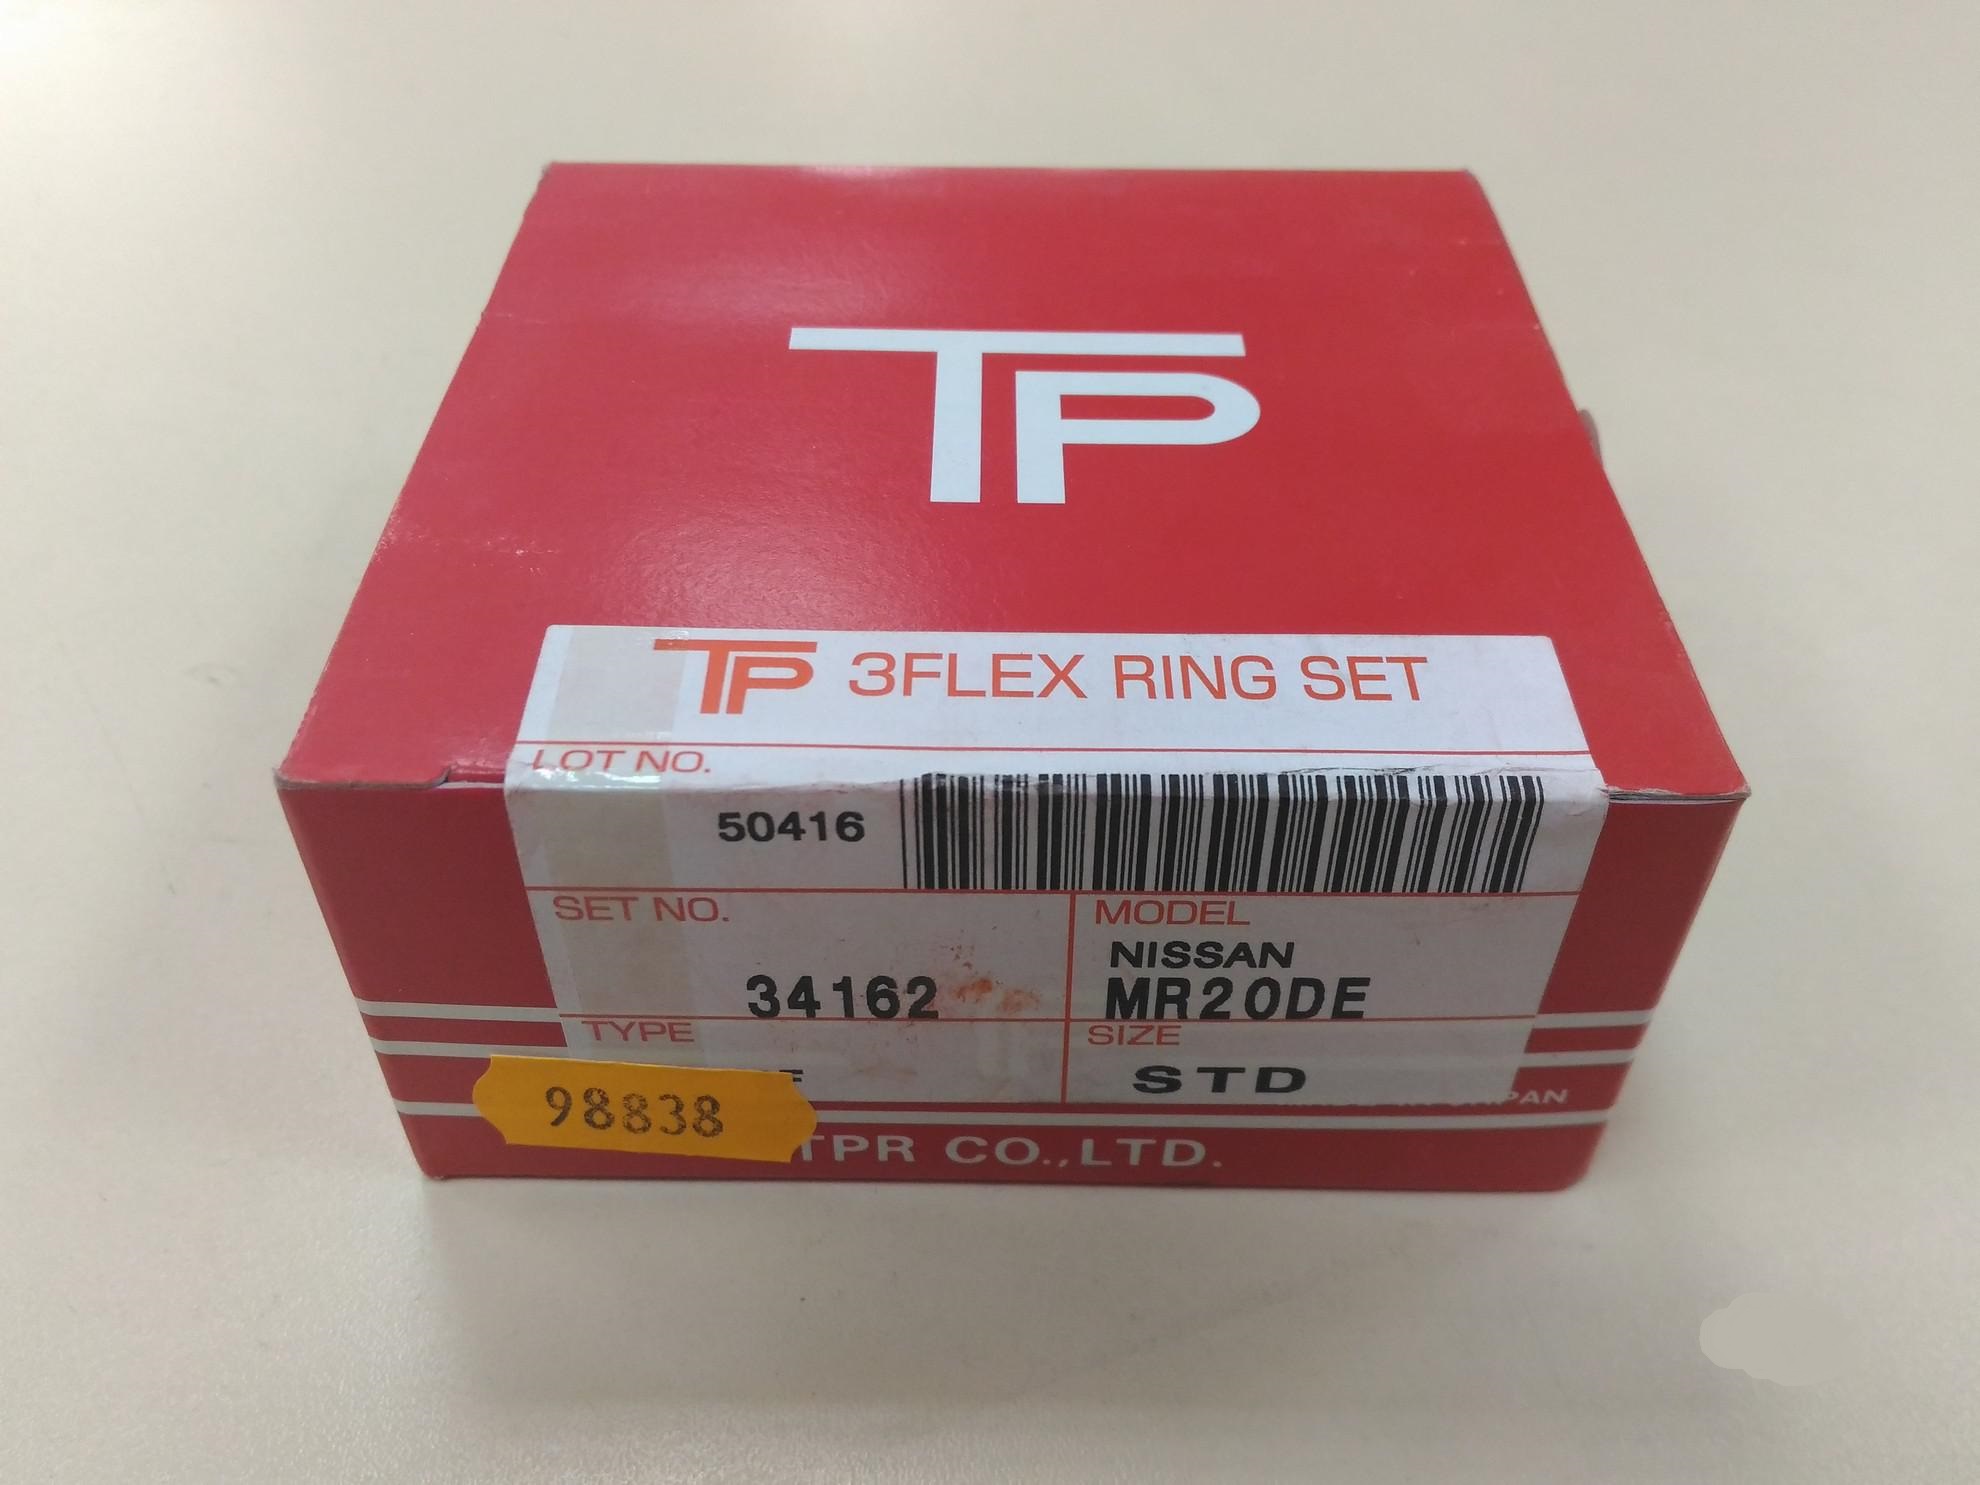 TP
TP 3FLEX RING SET
LOT NO.
50416
SET NO.
34162
MODEL
NISSAN
MR20DE
TYPE
SIZE
STD
98838
TPR CO.,LTD.